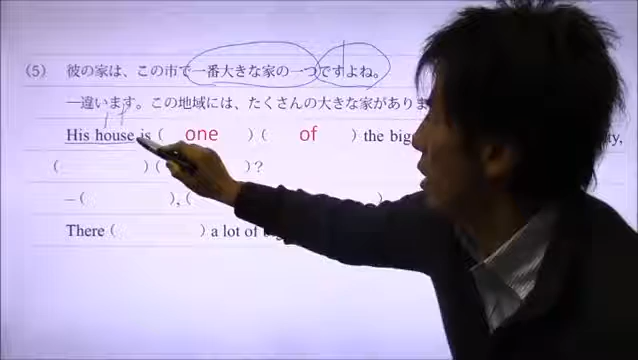 (5) 彼の家は、この市で一番大きな家の一つですよね。
—違います。この地域には、たくさんの大きな家がありま
His house is ( one ) ( of ) the big ty,
( ) ( )?
– ( ), ( )
There ( ) a lot of
it